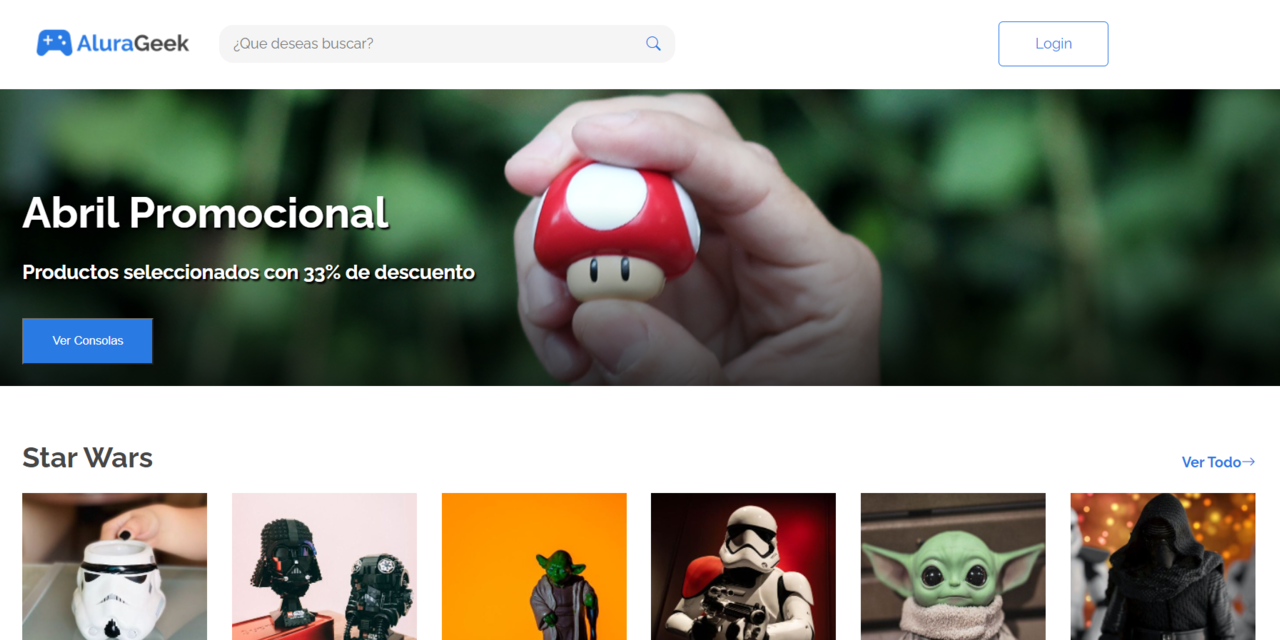 AluraGeek
¿Que deseas buscar?
Login
Abril Promocional
Productos seleccionados con 33% de descuento
Ver Consolas
Star Wars
Ver Todo→